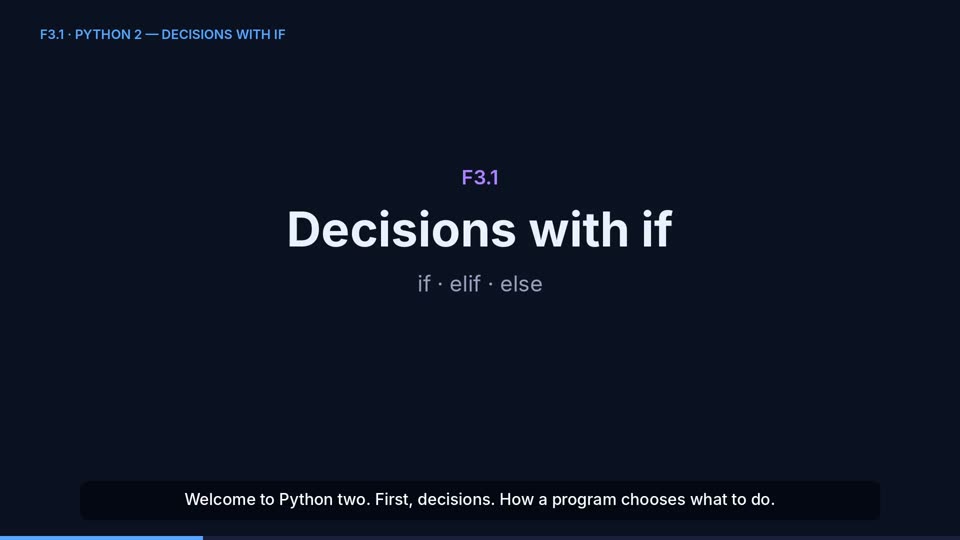 F3.1 · PYTHON 2 — DECISIONS WITH IF
F3.1
Decisions with if
if · elif · else
Welcome to Python two. First, decisions. How a program chooses what to do.